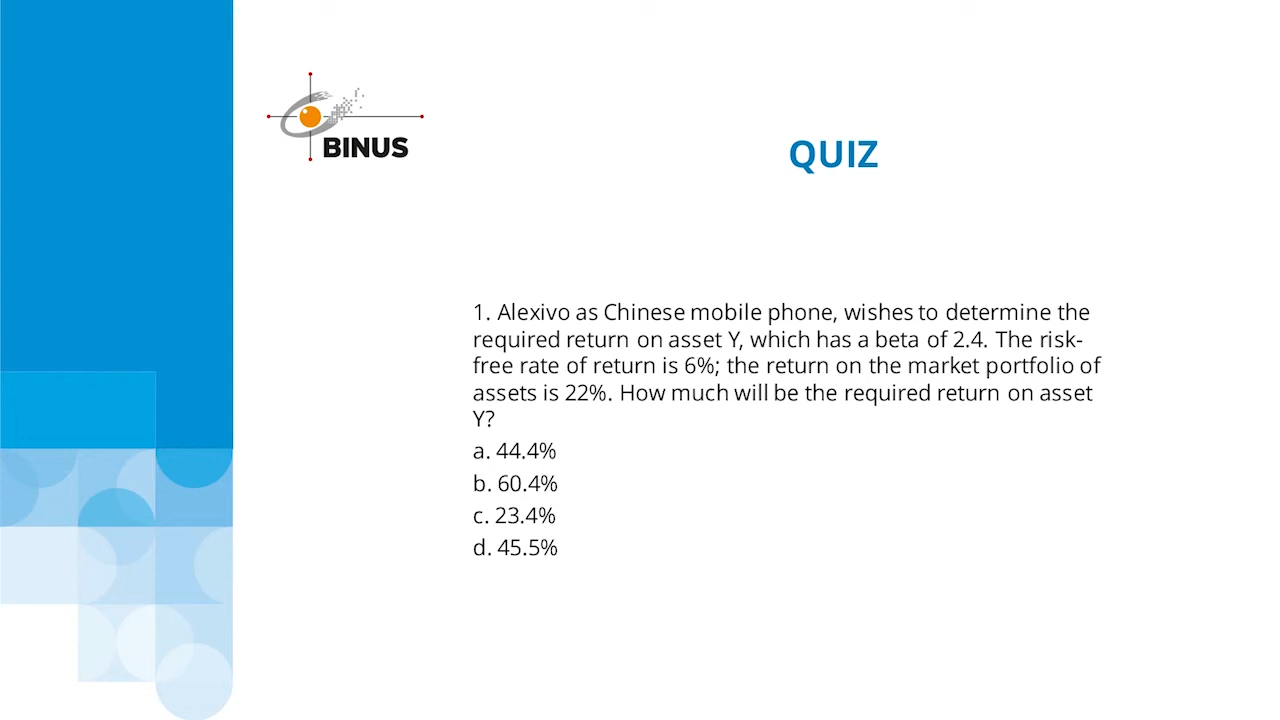 BINUS
QUIZ
1. Alexivo as Chinese mobile phone, wishes to determine the
required return on asset Y, which has a beta of 2.4. The risk-
free rate of return is 6%; the return on the market portfolio of
assets is 22%. How much will be the required return on asset
Y?
a. 44.4%
b. 60.4%
c. 23.4%
d. 45.5%